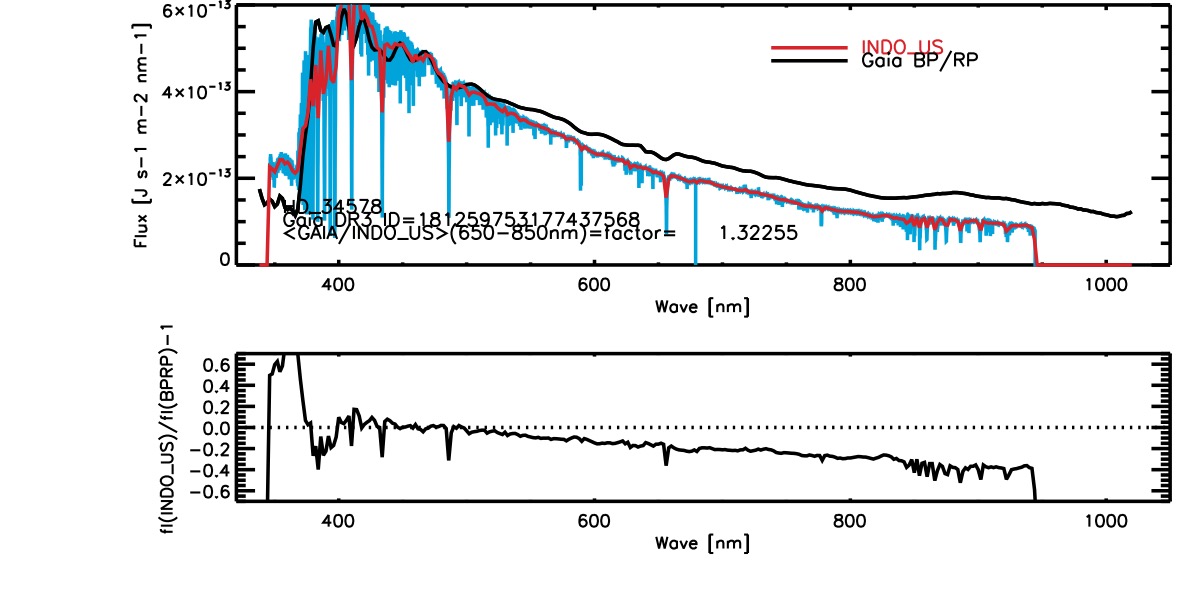 6×10−13
4×10−13
2×10−13
0
Flux [J s−1 m−2 nm−1]
INDO_US
Gaia BP/RP
HD_34578
Gaia DR3 ID=181259753177437568
<GAIA/INDO_US>(650−850nm)=factor= 1.32255
400 600 800 1000
Wave [nm]
0.6
0.4
0.2
0.0
−0.2
−0.4
−0.6
fl(INDO_US)/fl(BPRP)−1
400 600 800 1000
Wave [nm]